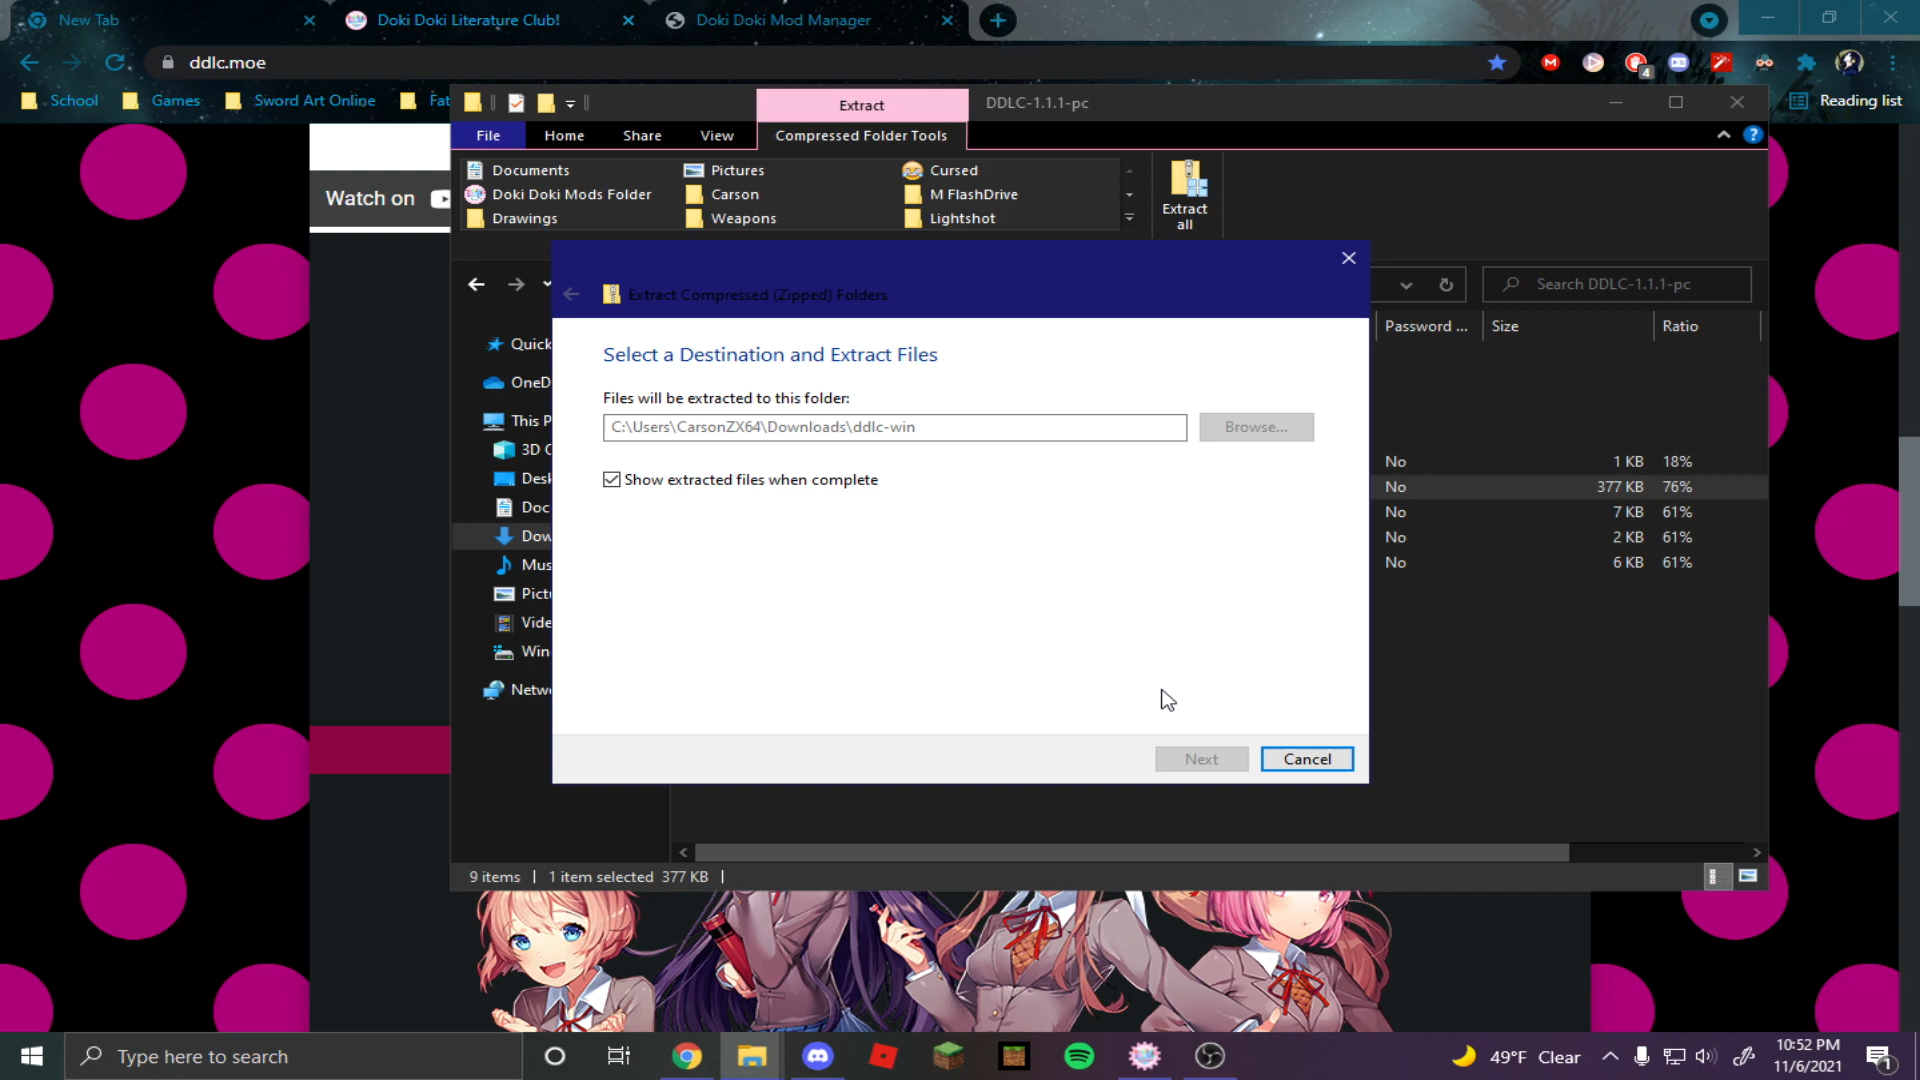 New Tab
Doki Doki Literature Club!
Doki Doki Mod Manager
ddlc.moe
4
School
Games
Sword Art Online
Fat
Reading list
Extract
DDLC-1.1.1-pc
File
Home
Share
View
Compressed Folder Tools
Documents
Pictures
Cursed
Doki Doki Mods Folder
Carson
M FlashDrive
Drawings
Weapons
Lightshot
Extract
all
Watch on
Extract Compressed (Zipped) Folders
Search DDLC-1.1.1-pc
Password ...
Size
Ratio
Quick
OneD
This P
3D C
Desk
Doc
Dow
Mus
Pictu
Vide
Win
Netw
Select a Destination and Extract Files
Files will be extracted to this folder:
C:\Users\CarsonZX64\Downloads\ddlc-win
Browse...
Show extracted files when complete
No 1 KB 18%
No 377 KB 76%
No 7 KB 61%
No 2 KB 61%
No 6 KB 61%
Next
Cancel
9 items
1 item selected 377 KB
Type here to search
49°F Clear
10:52 PM
11/6/2021
1